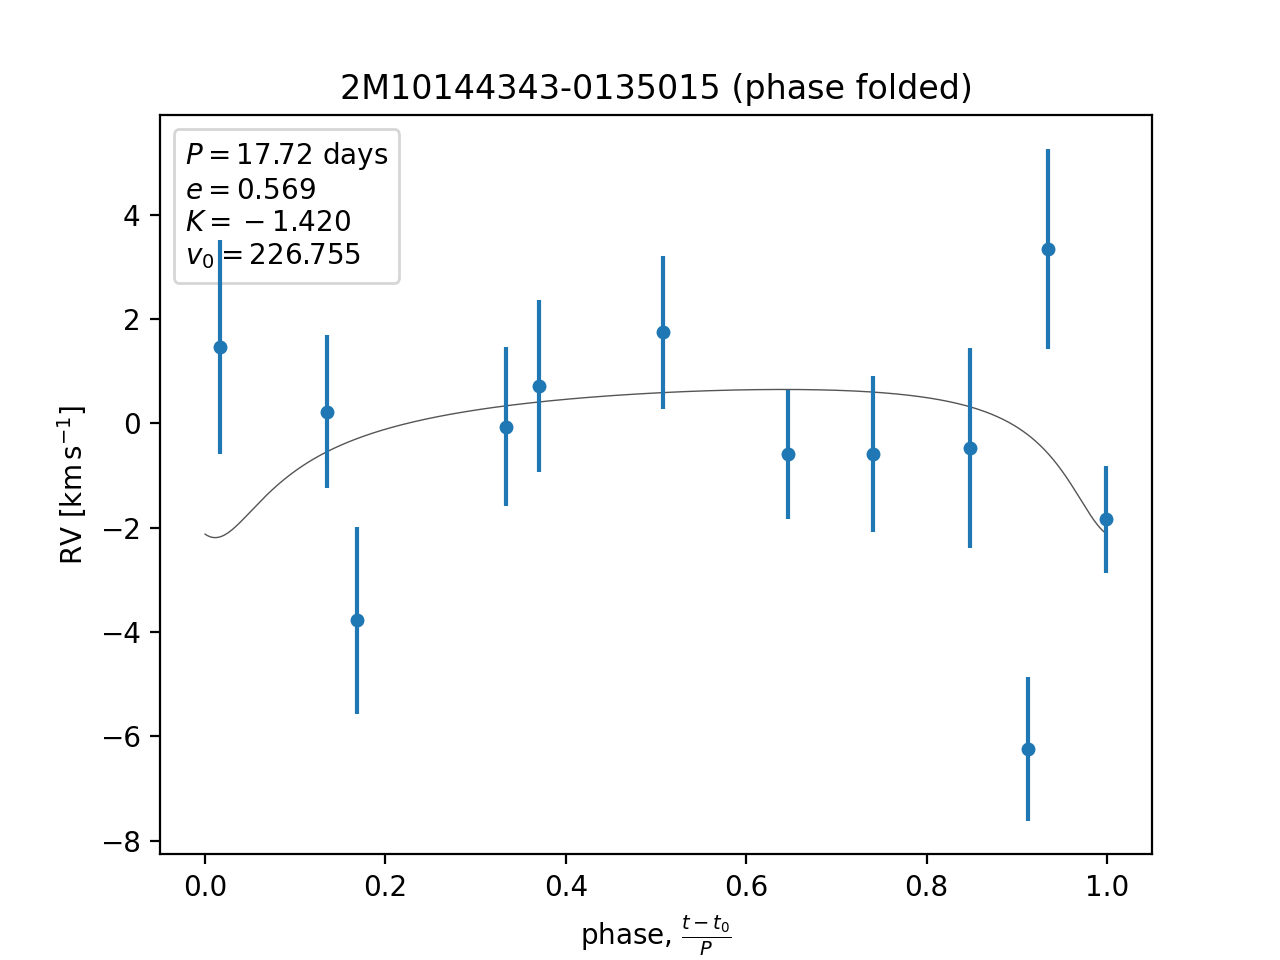 2M10144343-0135015 (phase folded)
P = 17.72 days
e = 0.569
K = −1.420
v₀ = 226.755
4
2
0
−2
−4
−6
−8
RV [km s⁻¹]
0.0 0.2 0.4 0.6 0.8 1.0
phase, (t − t₀)/P